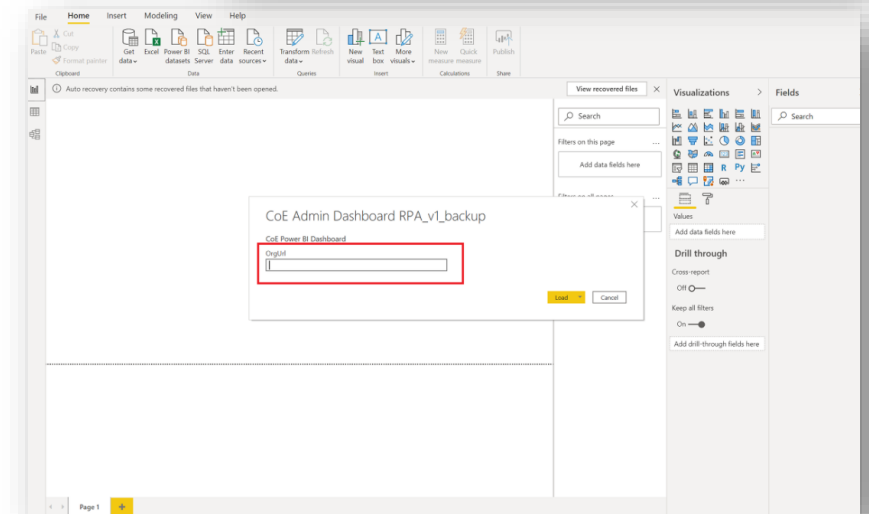 File Home Insert Modeling View Help
Paste
Cut
Copy
Format painter
Clipboard
Get data
Excel
Power BI datasets
SQL Server
Enter data
Recent sources
Data
Transform data
Refresh
Queries
New visual
Text box
More visuals
Insert
New measure
Quick measure
Calculations
Publish
Share
Auto recovery contains some recovered files that haven't been opened.
View recovered files
Search
Filters on this page
...
Add data fields here
...
CoE Admin Dashboard RPA_v1_backup
CoE Power BI Dashboard
OrgUrl
Load
Cancel
Visualizations
R Py
...
Values
Add data fields here
Drill through
Cross-report
Off
Keep all filters
On
Add drill-through fields here
Fields
Search
Page 1
+